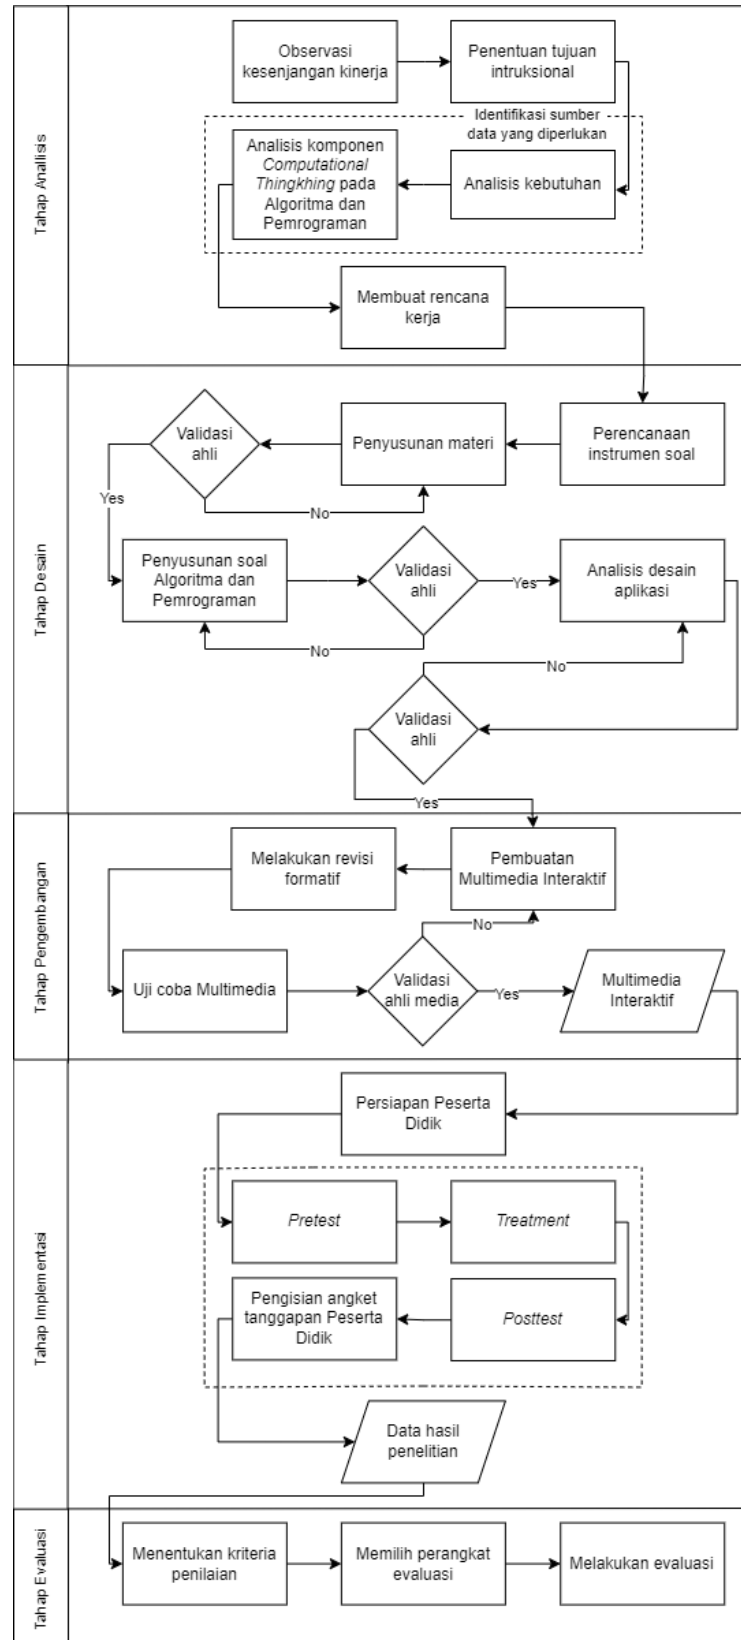 Tahap Anallisis
Observasi
kesenjangan kinerja
Penentuan tujuan
intruksional
Identifikasi sumber
data yang diperlukan
Analisis komponen
Computational
Thingkhing pada
Algoritma dan
Pemrograman
Analisis kebutuhan
Membuat rencana
kerja
Tahap Desain
Validasi
ahli
Penyusunan materi
Perencanaan
instrumen soal
Yes
No
Penyusunan soal
Algoritma dan
Pemrograman
Validasi
ahli
Yes
Analisis desain
aplikasi
No
No
Validasi
ahli
Yes
Tahap Pengembangan
Melakukan revisi
formatif
Pembuatan
Multimedia Interaktif
No
Uji coba Multimedia
Validasi
ahli media
Yes
Multimedia
Interaktif
Tahap Implementasi
Persiapan Peserta
Didik
Pretest
Treatment
Pengisian angket
tanggapan Peserta
Didik
Posttest
Data hasil
penelitian
Tahap Evaluasi
Menentukan kriteria
penilaian
Memilih perangkat
evaluasi
Melakukan evaluasi